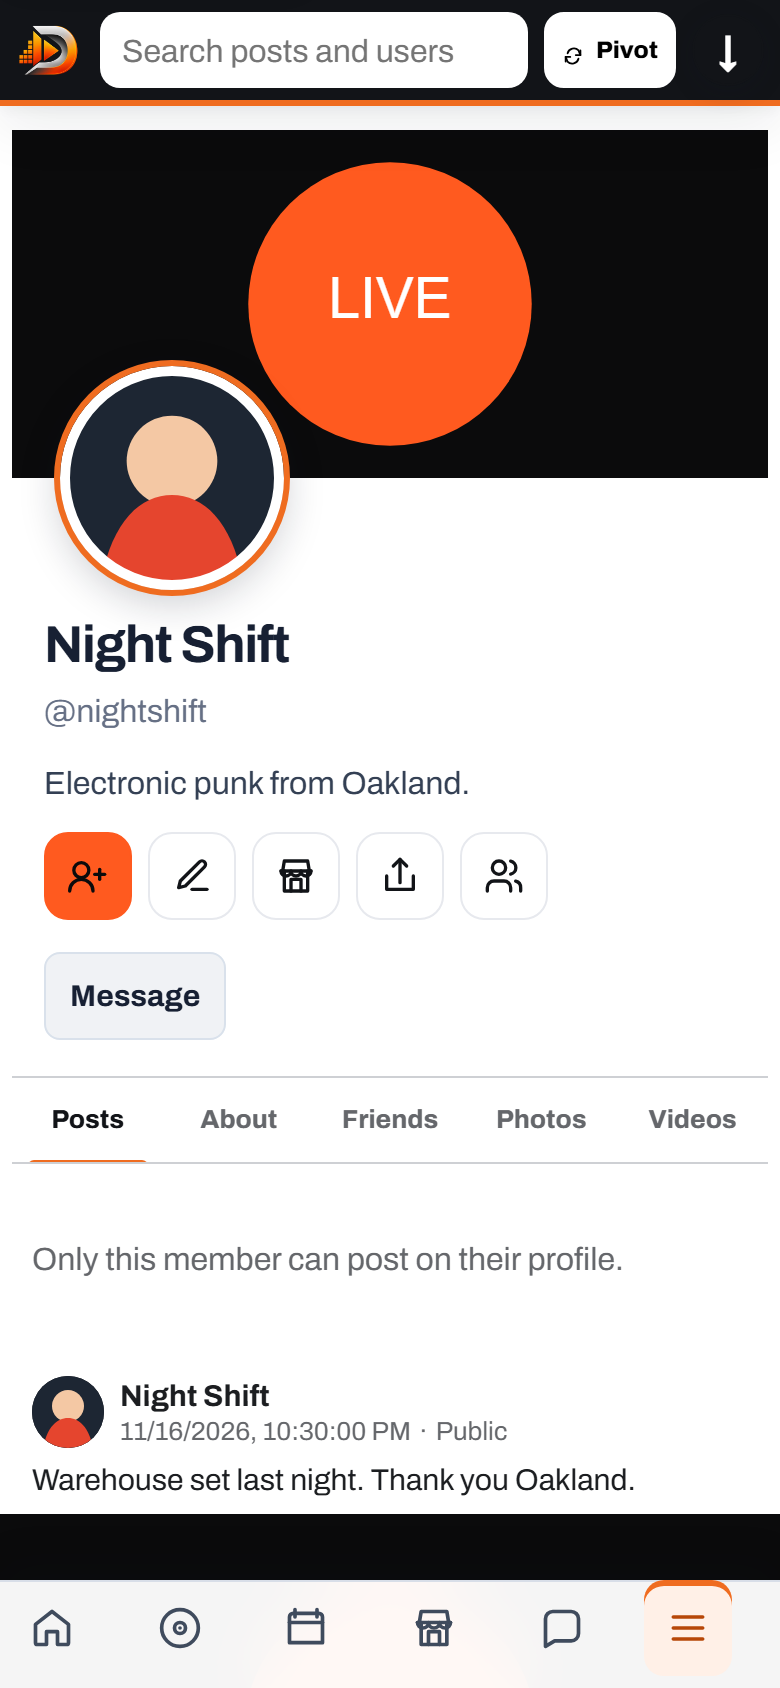 Search posts and users
Pivot
LIVE
Night Shift
@nightshift
Electronic punk from Oakland.
Message
Posts About Friends Photos Videos
Only this member can post on their profile.
Night Shift
11/16/2026, 10:30:00 PM · Public
Warehouse set last night. Thank you Oakland.